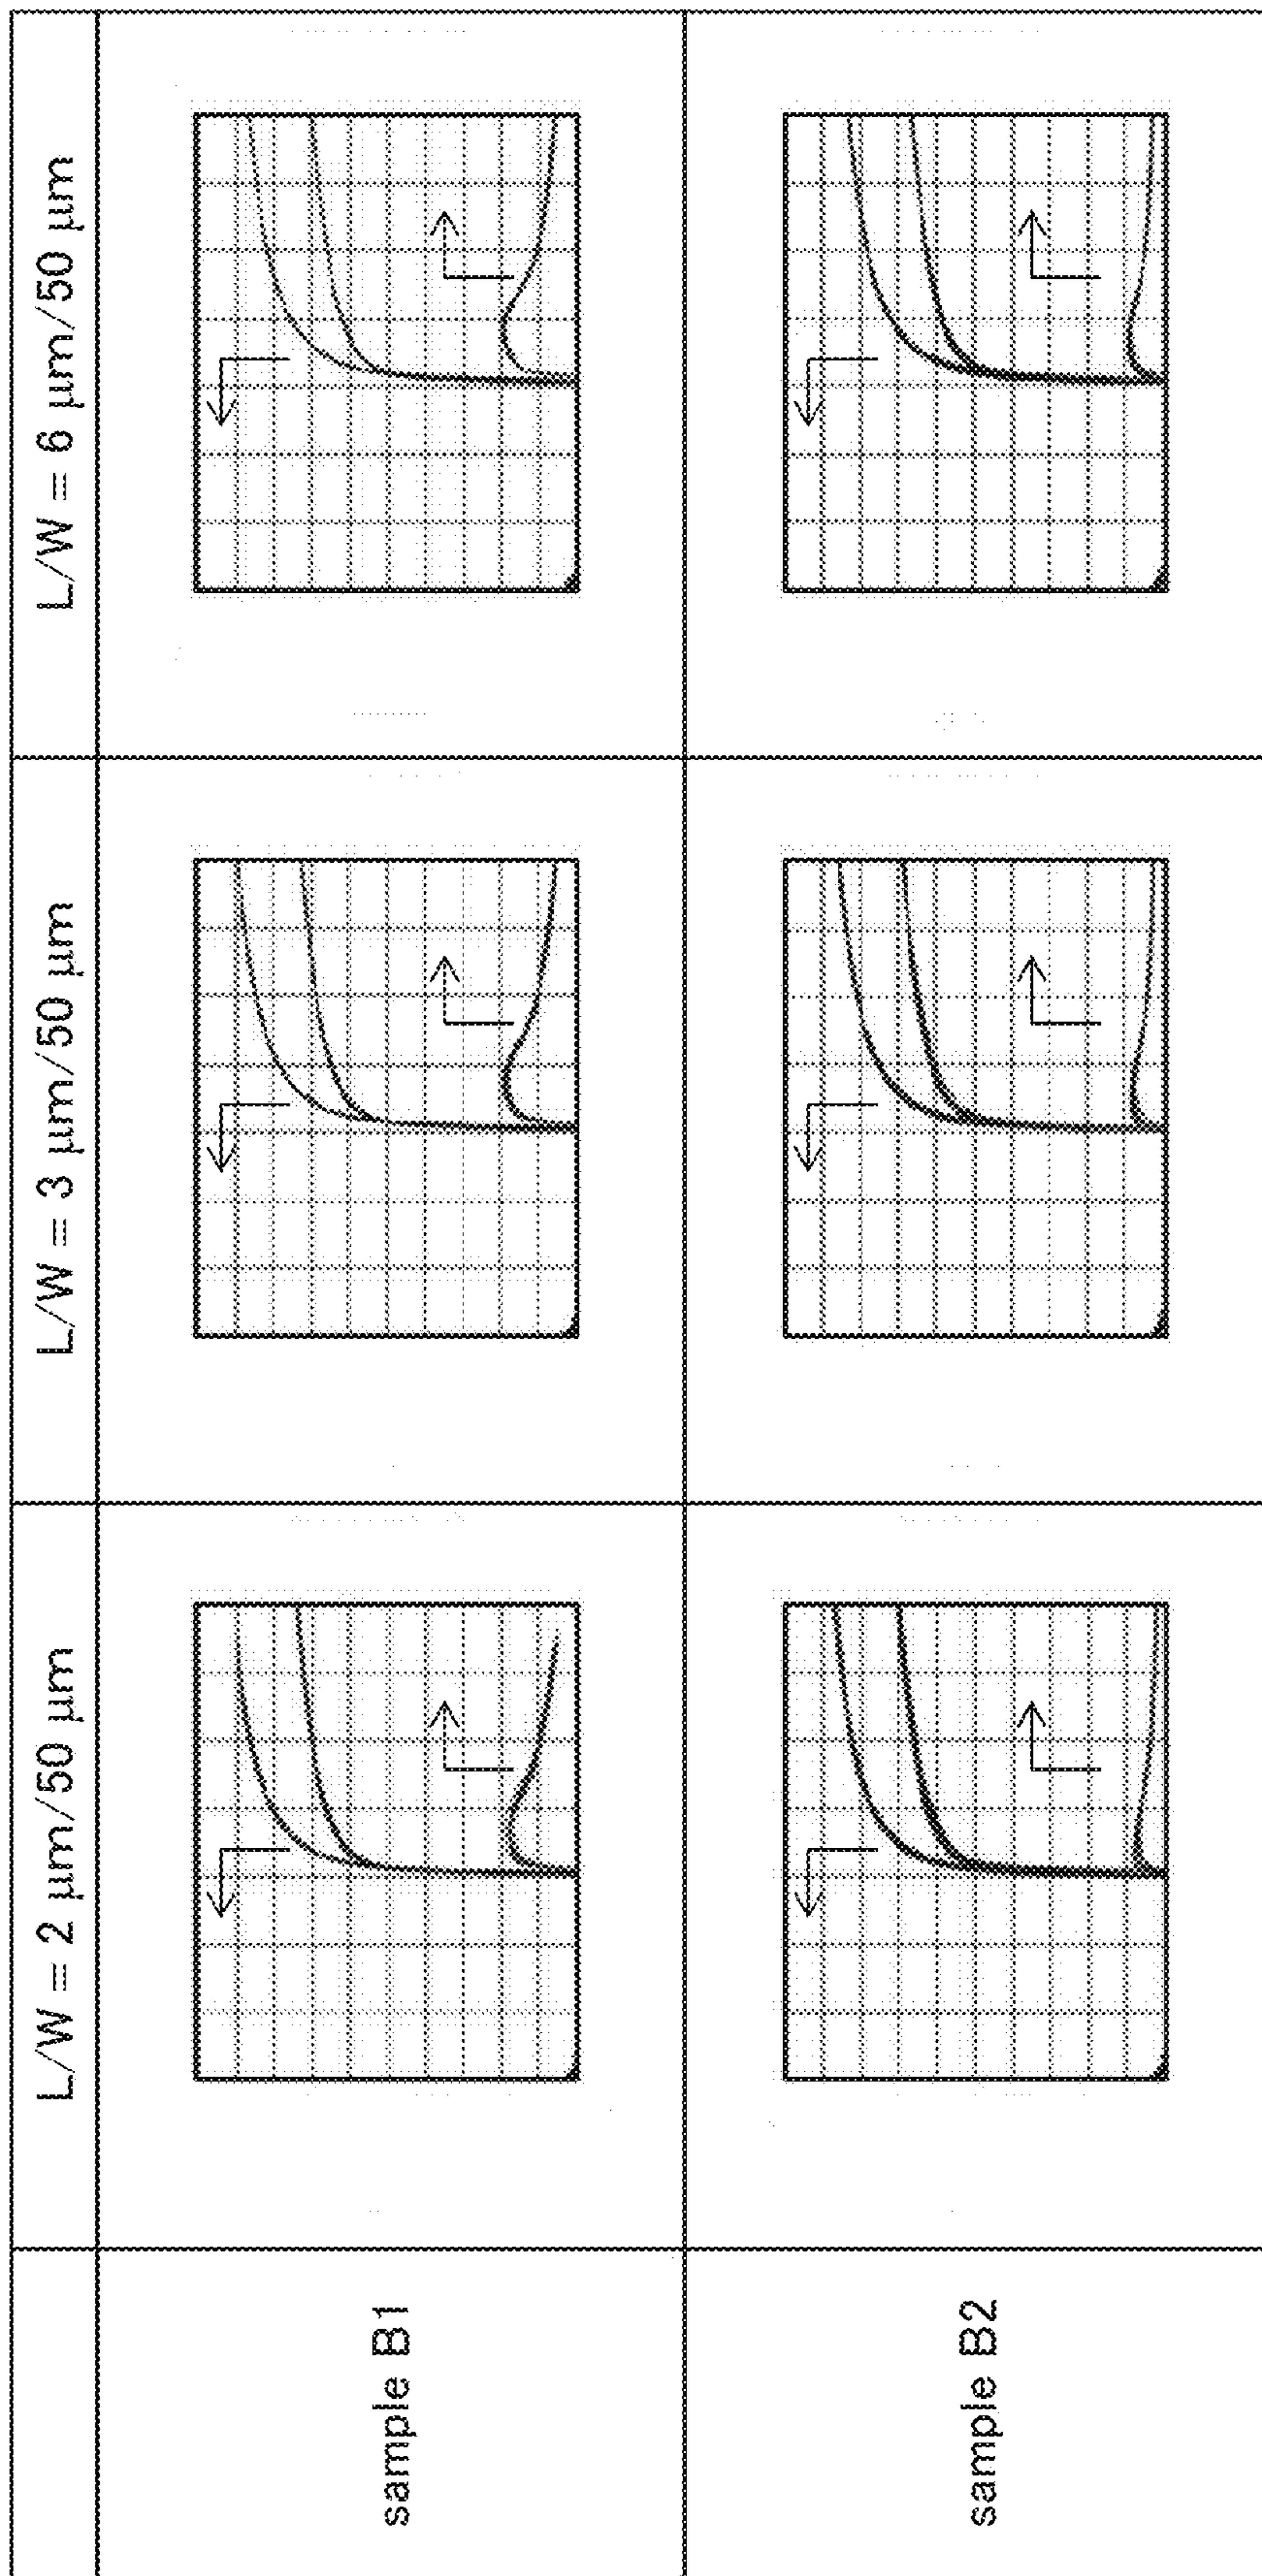 L/W = 2 μm/50 μm
L/W = 3 μm/50 μm
L/W = 6 μm/50 μm
sample B1
sample B2